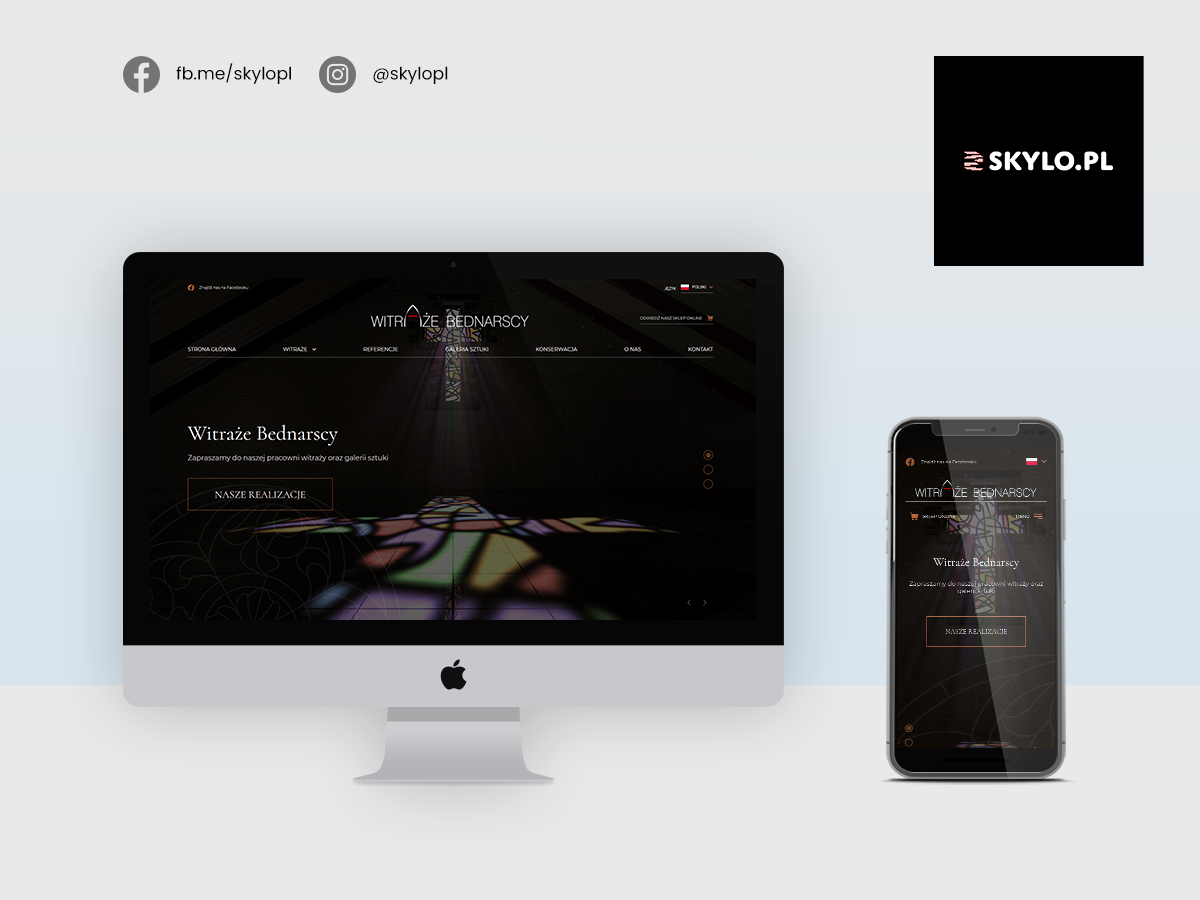 fb.me/skylopl
@skylopl
SKYLO.PL
Znajdź nas na Facebooku
JĘZYK
POLSKI
WITRAŻE BEDNARSCY
ODWIEDŹ NASZ SKLEP ONLINE
STRONA GŁÓWNA
WITRAŻE
REFERENCJE
GALERIA SZTUKI
KONSERWACJA
O NAS
KONTAKT
Witraże Bednarscy
Zapraszamy do naszej pracowni witraży oraz galerii sztuki
NASZE REALIZACJE
Znajdź nas na Facebooku
WITRAŻE BEDNARSCY
SKLEP ONLINE
MENU
Witraże Bednarscy
Zapraszamy do naszej pracowni witraży oraz
galerii sztuki
NASZE REALIZACJE